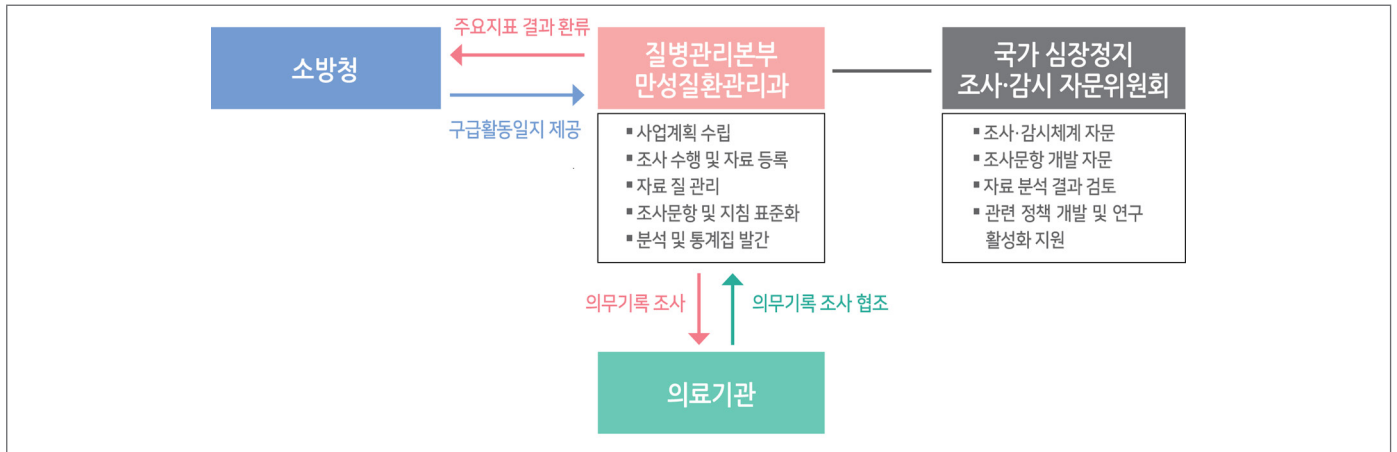 주요지표 결과 환류
소방청
구급활동일지 제공
질병관리본부
만성질환관리과
▪ 사업계획 수립
▪ 조사 수행 및 자료 등록
▪ 자료 질 관리
▪ 조사문항 및 지침 표준화
▪ 분석 및 통계집 발간
국가 심장정지
조사·감시 자문위원회
▪ 조사·감시체계 자문
▪ 조사문항 개발 자문
▪ 자료 분석 결과 검토
▪ 관련 정책 개발 및 연구
활성화 지원
의무기록 조사
의무기록 조사 협조
의료기관